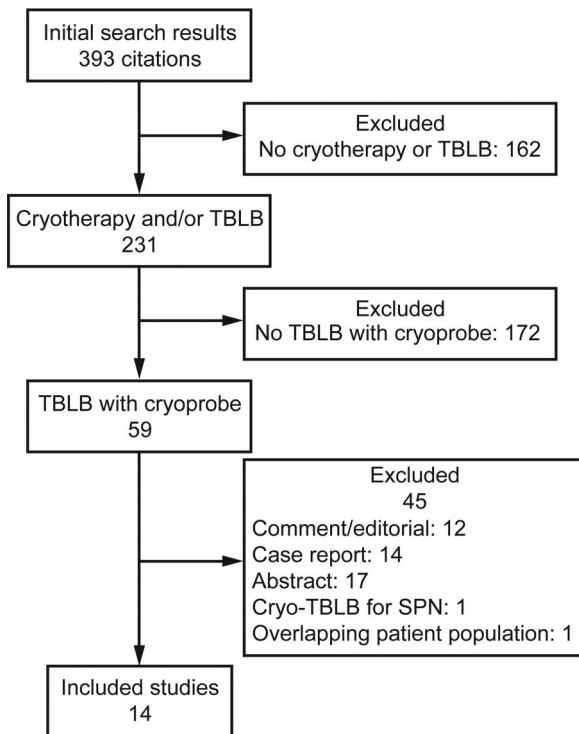 Initial search results
393 citations
Excluded
No cryotherapy or TBLB: 162
Cryotherapy and/or TBLB
231
Excluded
No TBLB with cryoprobe: 172
TBLB with cryoprobe
59
Excluded
45
Comment/editorial: 12
Case report: 14
Abstract: 17
Cryo-TBLB for SPN: 1
Overlapping patient population: 1
Included studies
14